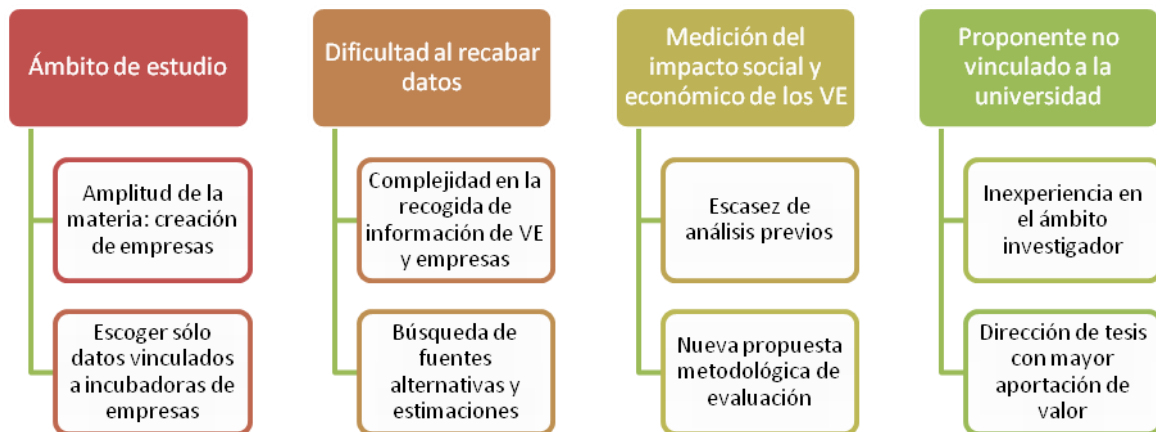 Ámbito de estudio
Amplitud de la
materia: creación
de empresas
Escoger sólo
datos vinculados
a incubadoras de
empresas
Dificultad al recabar
datos
Complejidad en la
recogida de
información de VE
y empresas
Búsqueda de
fuentes
alternativas y
estimaciones
Medición del
impacto social y
económico de los VE
Escasez de
análisis previos
Nueva propuesta
metodológica de
evaluación
Proponente no
vinculado a la
universidad
Inexperiencia en
el ámbito
investigador
Dirección de tesis
con mayor
aportación de
valor